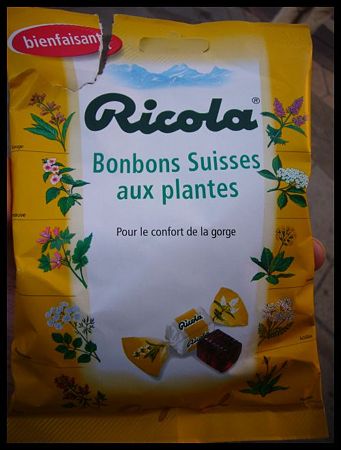 bienfaisant
Ricola®
Bonbons Suisses
aux plantes
Pour le confort de la gorge
Ricola